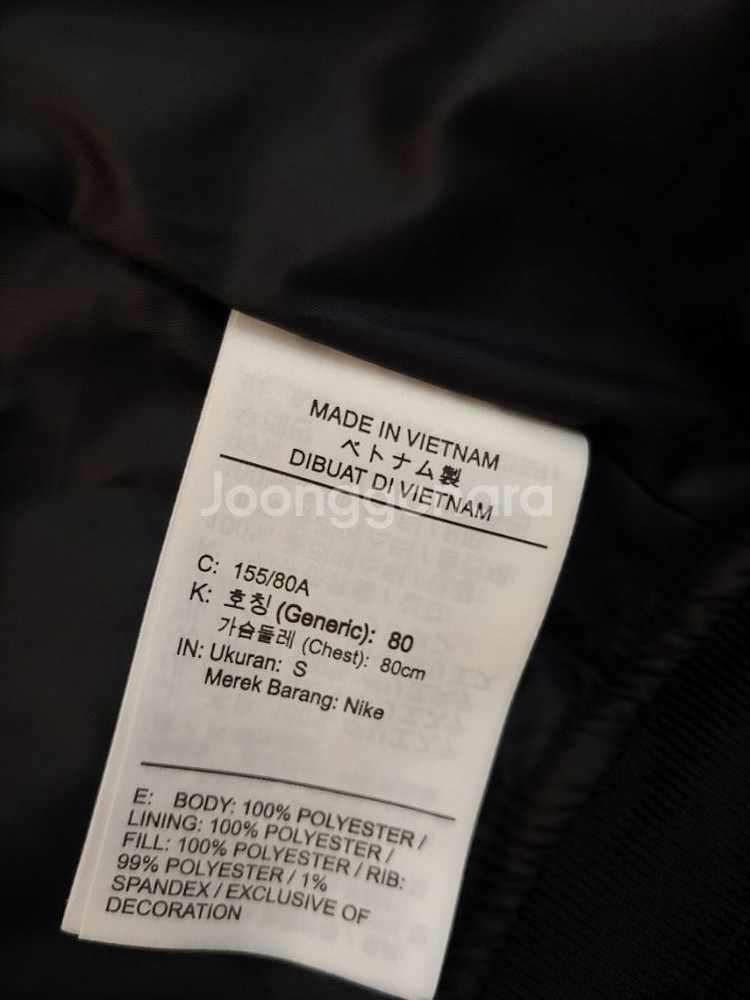 MADE IN VIETNAM
ベトナム製
DIBUAT DI VIETNAM
Joonggonara
C: 155/80A
K: 호칭 (Generic): 80
가슴둘레 (Chest): 80cm
IN: Ukuran: S
Merek Barang: Nike
E: BODY: 100% POLYESTER /
LINING: 100% POLYESTER /
FILL: 100% POLYESTER / RIB:
99% POLYESTER / 1%
SPANDEX / EXCLUSIVE OF
DECORATION